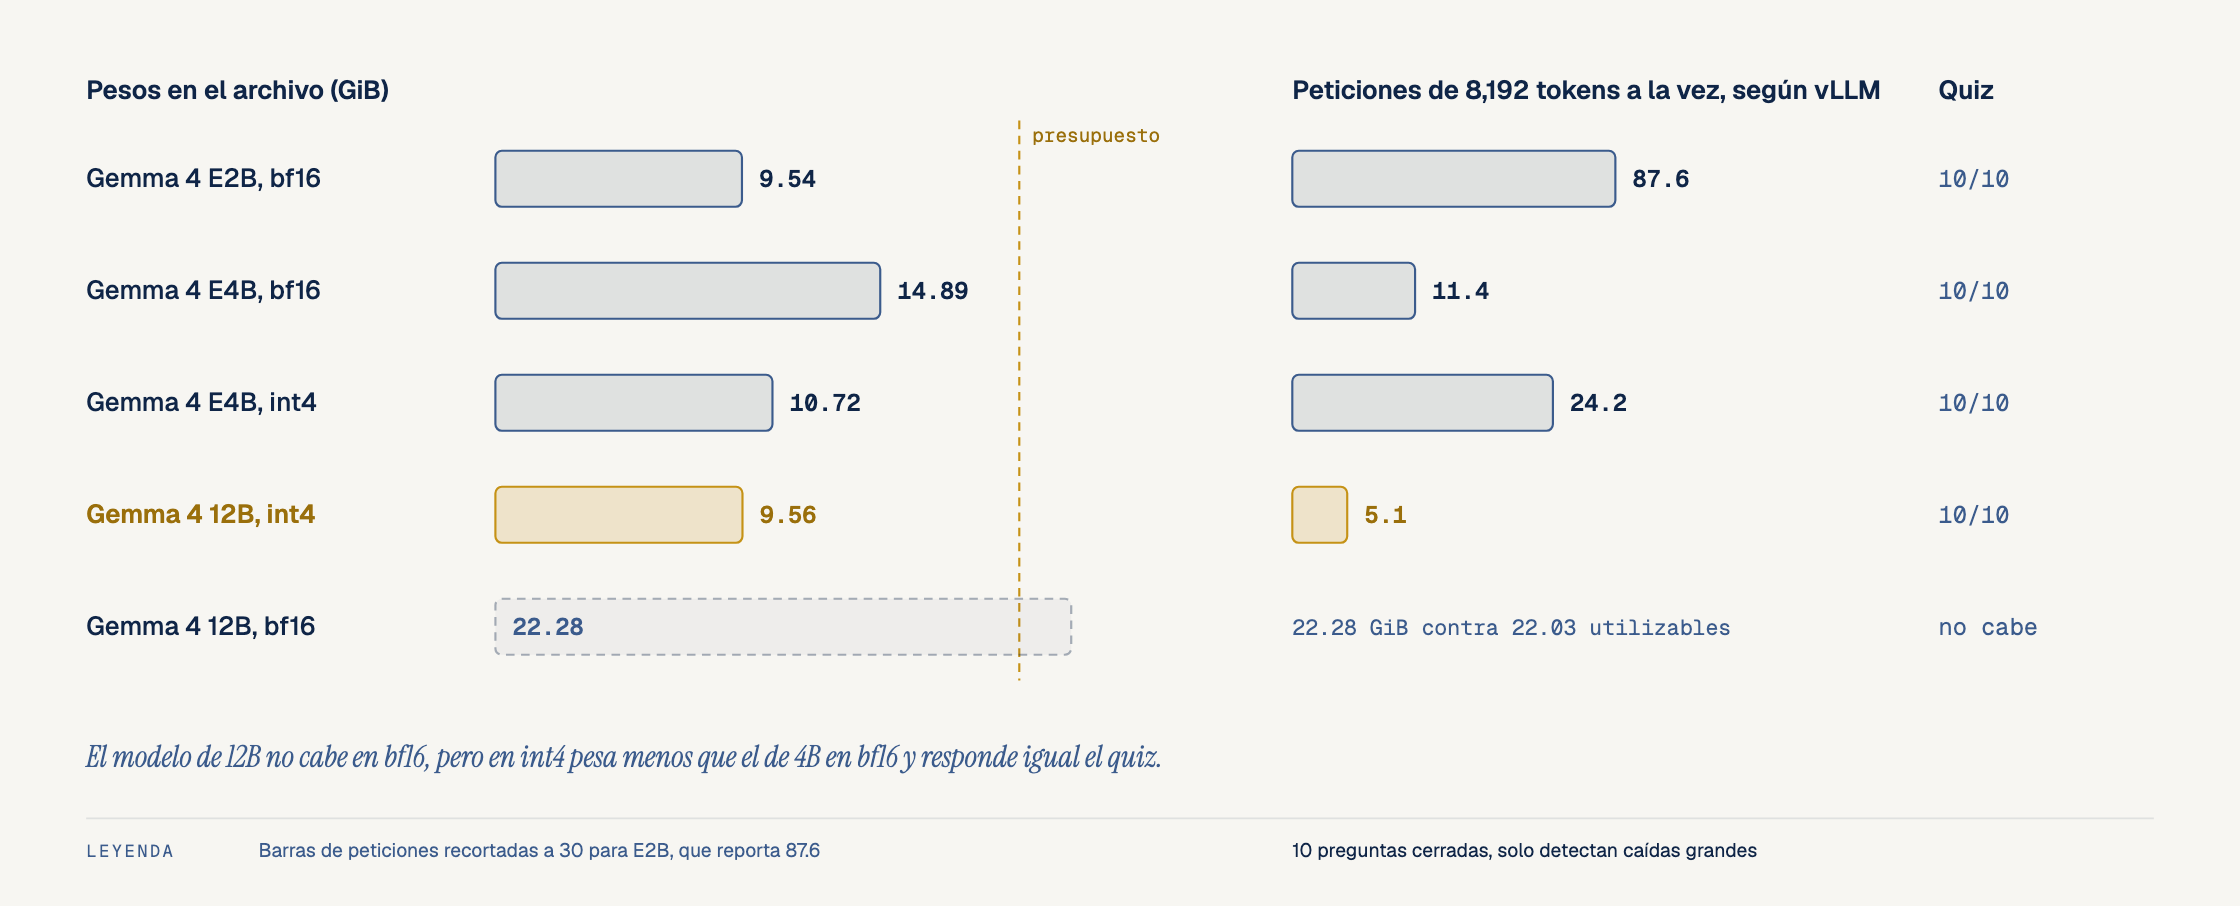 Pesos en el archivo (GiB)
Peticiones de 8,192 tokens a la vez, según vLLM
Quiz
presupuesto
Gemma 4 E2B, bf16
9.54
87.6
10/10
Gemma 4 E4B, bf16
14.89
11.4
10/10
Gemma 4 E4B, int4
10.72
24.2
10/10
Gemma 4 12B, int4
9.56
5.1
10/10
Gemma 4 12B, bf16
22.28
22.28 GiB contra 22.03 utilizables
no cabe
El modelo de 12B no cabe en bf16, pero en int4 pesa menos que el de 4B en bf16 y responde igual el quiz.
LEYENDA
Barras de peticiones recortadas a 30 para E2B, que reporta 87.6
10 preguntas cerradas, solo detectan caídas grandes